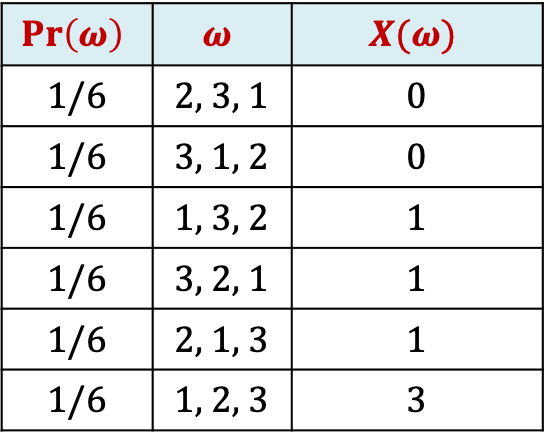 Pr(ω) ω X(ω)
1/6 2, 3, 1 0
1/6 3, 1, 2 0
1/6 1, 3, 2 1
1/6 3, 2, 1 1
1/6 2, 1, 3 1
1/6 1, 2, 3 3